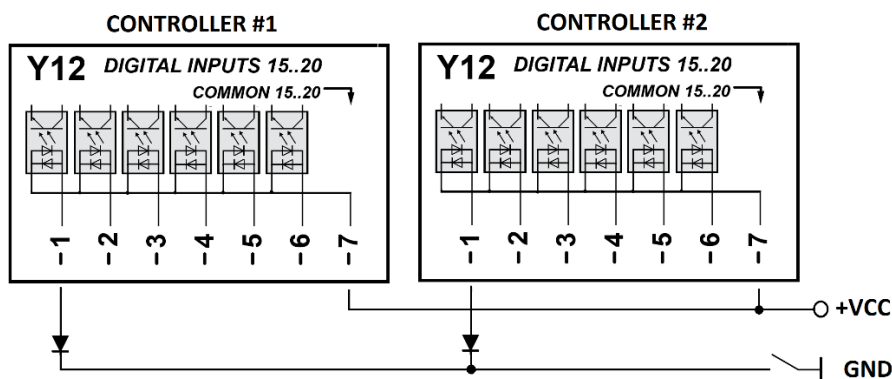 CONTROLLER #1
Y12 DIGITAL INPUTS 15..20
COMMON 15..20
-1 -2 -3 -4 -5 -6 -7
CONTROLLER #2
Y12 DIGITAL INPUTS 15..20
COMMON 15..20
-1 -2 -3 -4 -5 -6 -7
+VCC
GND